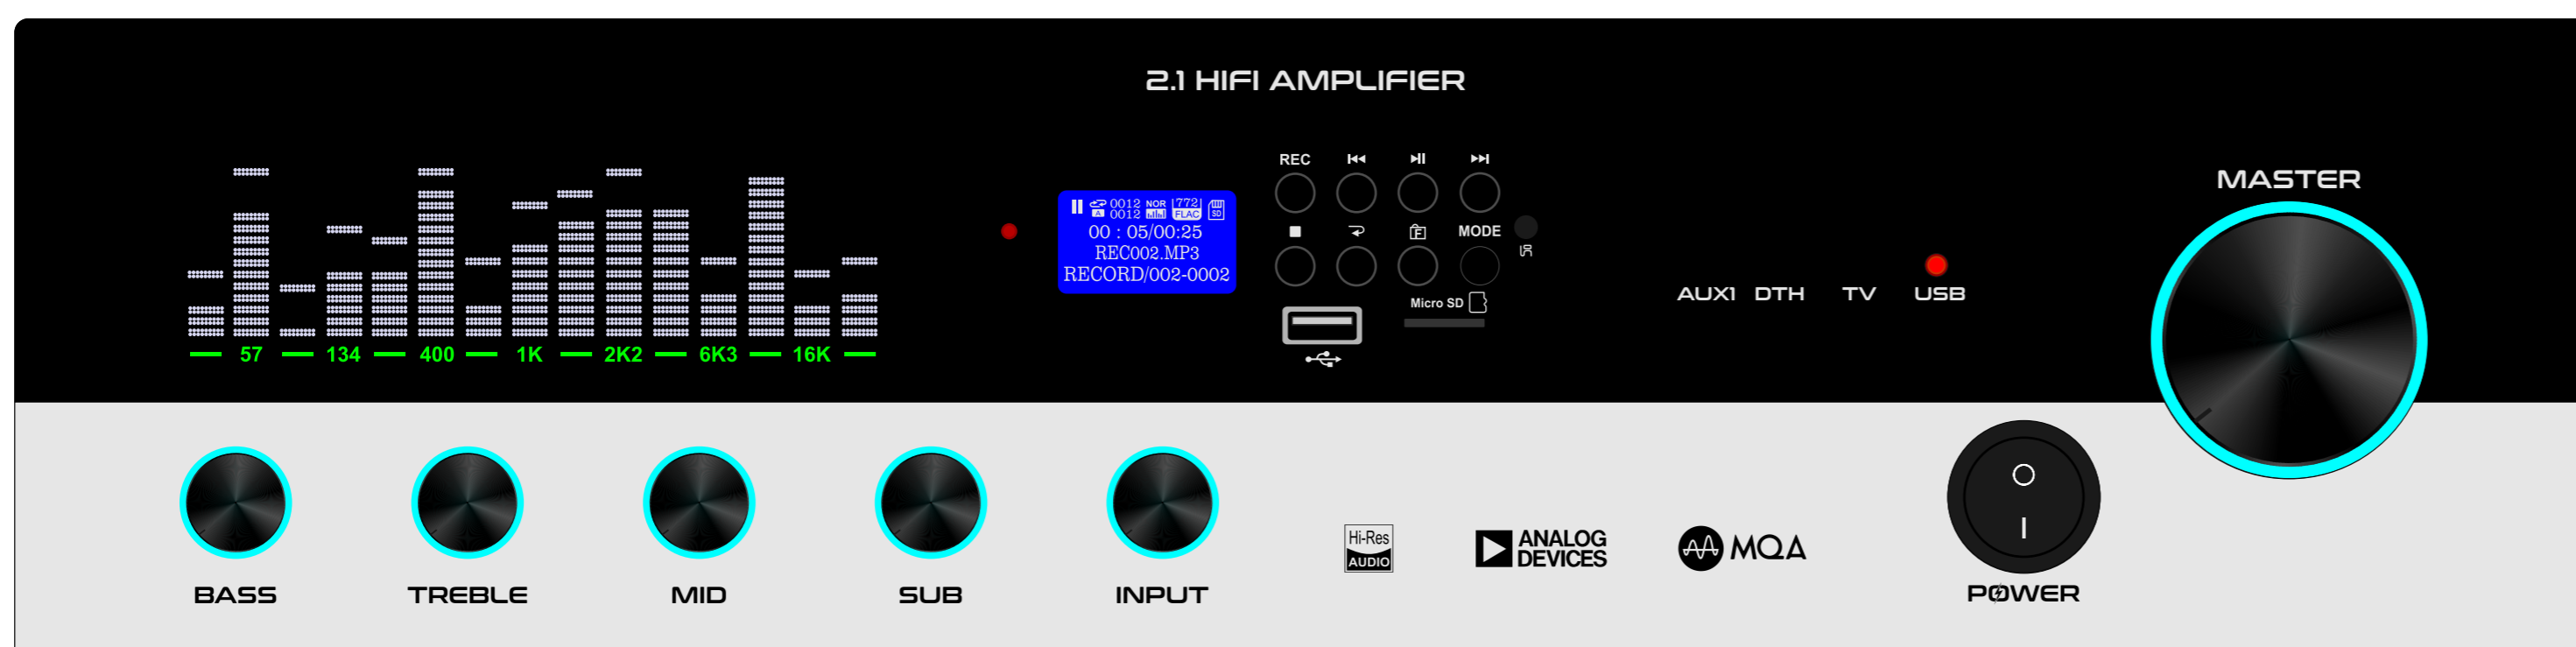 2.1 HIFI AMPLIFIER
REC
MASTER
0012 NOR 772
A 0012 FLAC SD
00 : 05/00:25
REC002.MP3
RECORD/002-0002
F MODE
IR
Micro SD
AUX1 DTH TV USB
57 134 400 1K 2K2 6K3 16K
Hi-Res
AUDIO
ANALOG
DEVICES
MQA
BASS TREBLE MID SUB INPUT
POWER